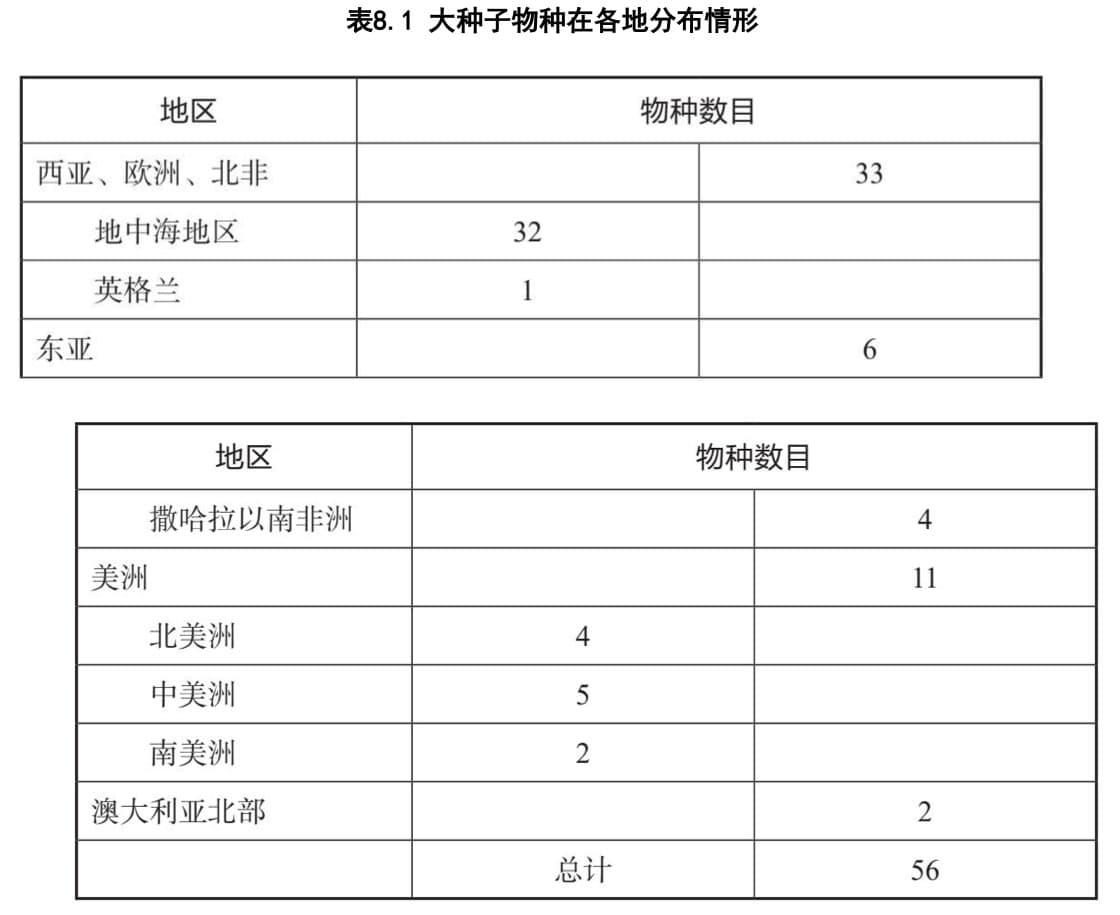 表8.1 大种子物种在各地分布情形
地区 物种数目
西亚、欧洲、北非 33
地中海地区 32
英格兰 1
东亚 6
地区 物种数目
撒哈拉以南非洲 4
美洲 11
北美洲 4
中美洲 5
南美洲 2
澳大利亚北部 2
总计 56